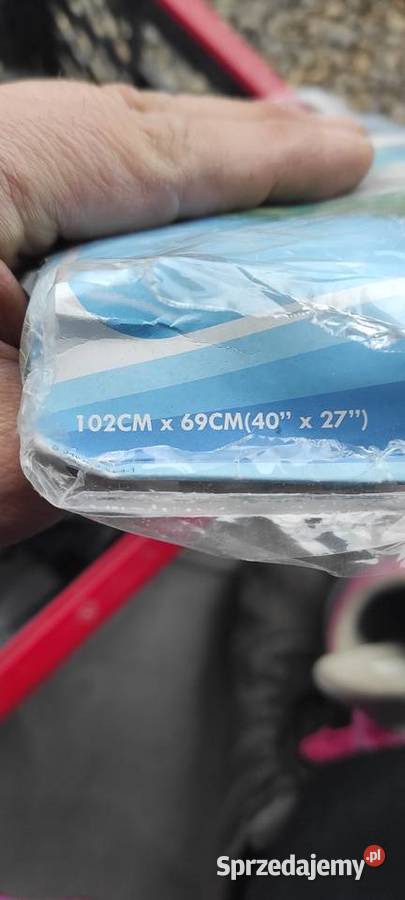 102CM x 69CM(40” x 27”)
Sprzedajemy.pl